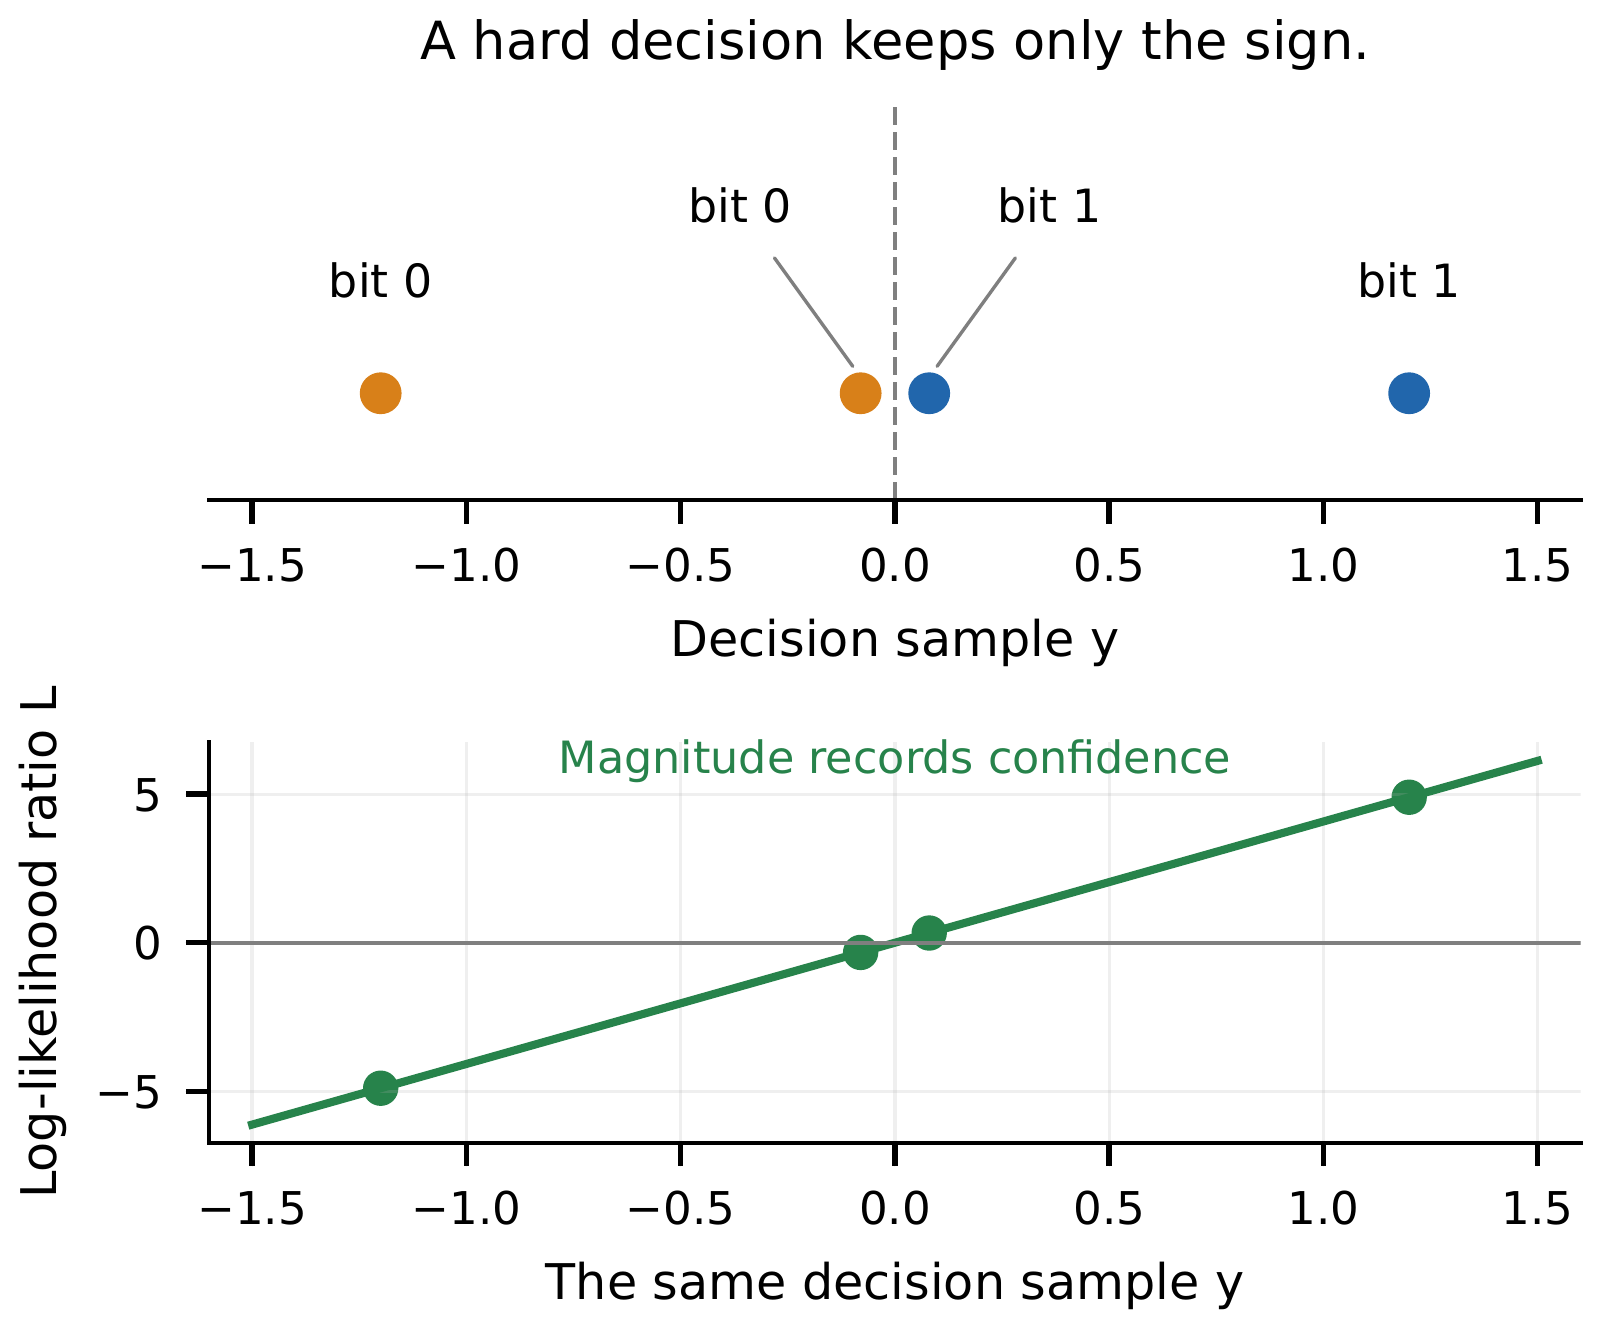 A hard decision keeps only the sign.
bit 0 bit 1
bit 0 bit 1
−1.5 −1.0 −0.5 0.0 0.5 1.0 1.5
Decision sample y
Log-likelihood ratio L
Magnitude records confidence
5
0
−5
−1.5 −1.0 −0.5 0.0 0.5 1.0 1.5
The same decision sample y